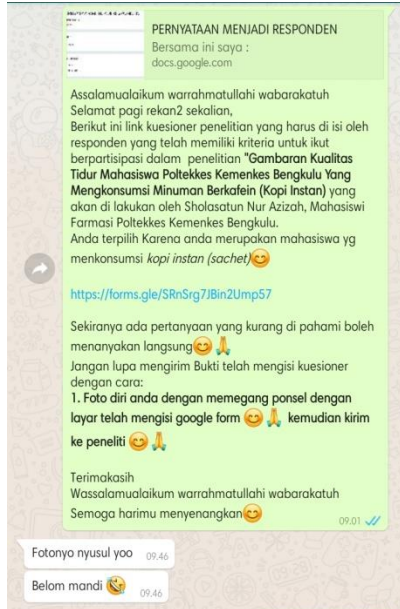 PERNYATAAN MENJADI RESPONDEN
Bersama ini saya :
docs.google.com
Assalamualaikum warrahmatullahi wabarakatuh
Selamat pagi rekan2 sekalian,
Berikut ini link kuesioner penelitian yang harus di isi oleh
responden yang telah memiliki kriteria untuk ikut
berpartisipasi dalam penelitian "Gambaran Kualitas
Tidur Mahasiswa Poltekkes Kemenkes Bengkulu Yang
Mengkonsumsi Minuman Berkafein (Kopi Instan) yang
akan di lakukan oleh Sholasatun Nur Azizah, Mahasiswi
Farmasi Poltekkes Kemenkes Bengkulu.
Anda terpilih Karena anda merupakan mahasiswa yg
menkonsumsi kopi instan (sachet)😊
https://forms.gle/SRnSrg7JBin2Ump57
Sekiranya ada pertanyaan yang kurang di pahami boleh
menanyakan langsung😊🙏
Jangan lupa mengirim Bukti telah mengisi kuesioner
dengan cara:
1. Foto diri anda dengan memegang ponsel dengan
layar telah mengisi google form 😊🙏 kemudian kirim
ke peneliti 😊🙏
Terimakasih
Wassalamualaikum warrahmatullahi wabarakatuh
Semoga harimu menyenangkan😊
09.01
Fotonyo nyusul yoo 09.46
Belom mandi 🤣 09.46